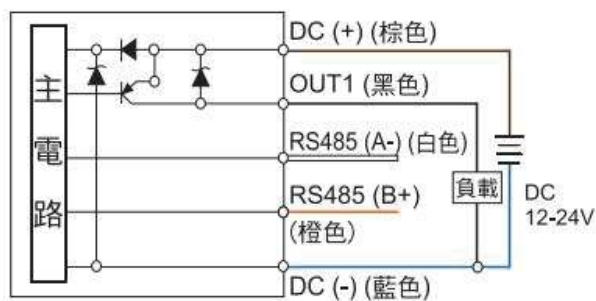 主電路
DC (+) (棕色)
OUT1 (黑色)
RS485 (A-) (白色)
RS485 (B+)
(橙色)
DC (-) (藍色)
負載
DC
12-24V